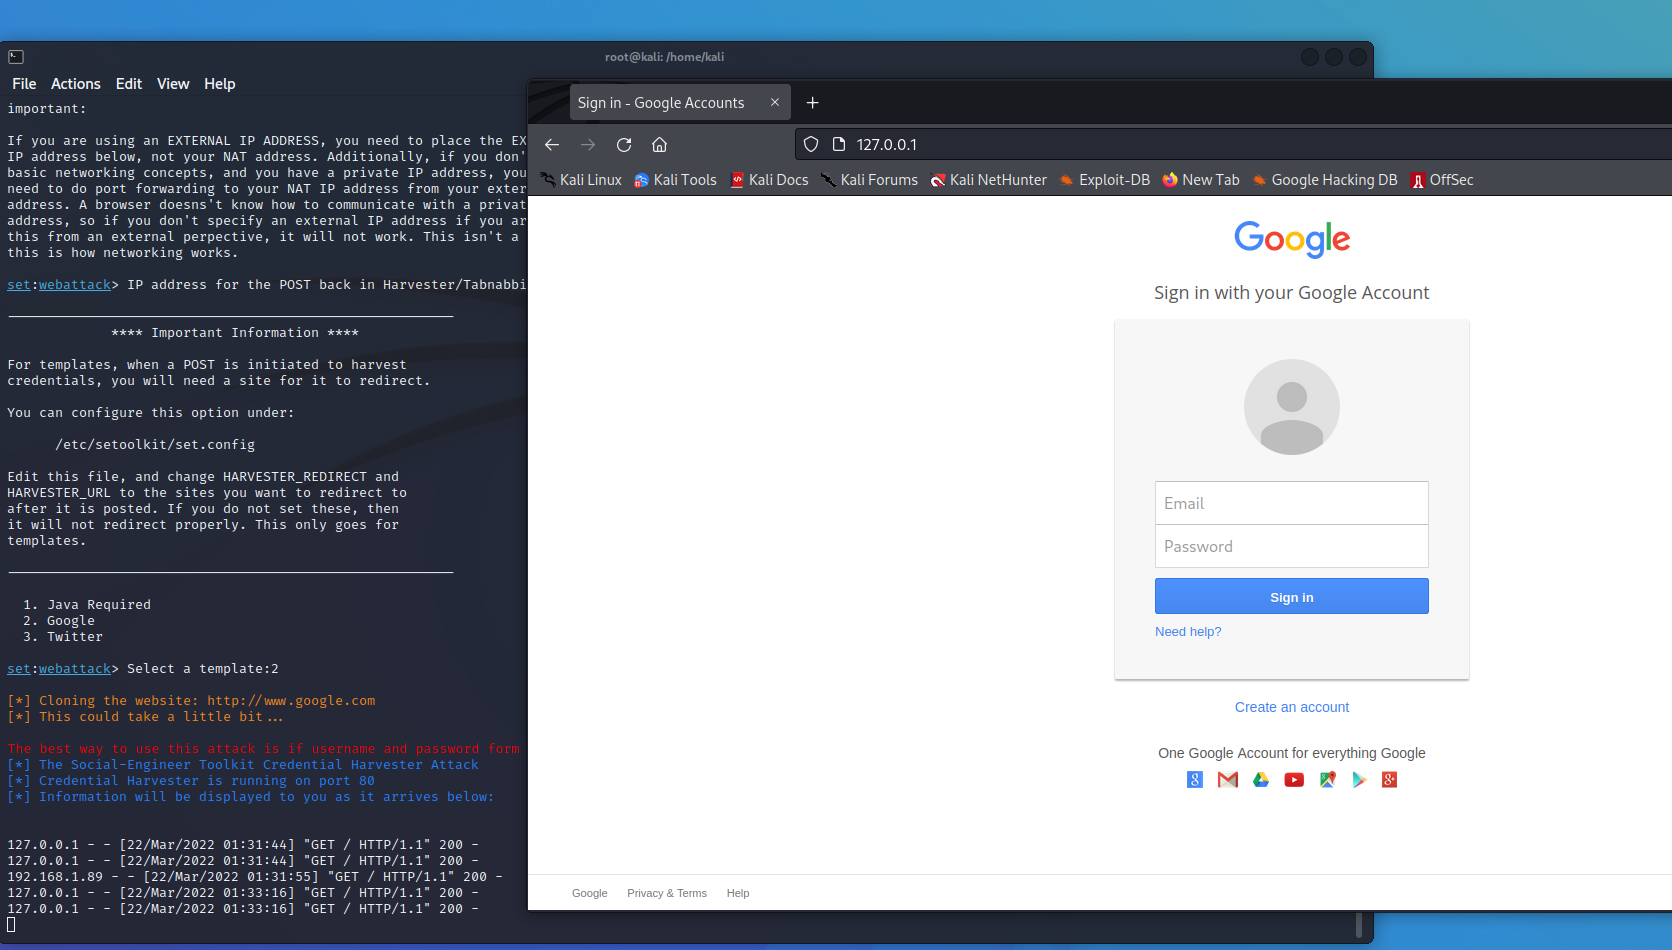 root@kali: /home/kali
File Actions Edit View Help
important:
If you are using an EXTERNAL IP ADDRESS, you need to place the EX
IP address below, not your NAT address. Additionally, if you don'
basic networking concepts, and you have a private IP address, you
need to do port forwarding to your NAT IP address from your exter
address. A browser doesns't know how to communicate with a privat
address, so if you don't specify an external IP address if you ar
this from an external perpective, it will not work. This isn't a
this is how networking works.
set:webattack> IP address for the POST back in Harvester/Tabnabbi
**** Important Information ****
For templates, when a POST is initiated to harvest
credentials, you will need a site for it to redirect.
You can configure this option under:
/etc/setoolkit/set.config
Edit this file, and change HARVESTER_REDIRECT and
HARVESTER_URL to the sites you want to redirect to
after it is posted. If you do not set these, then
it will not redirect properly. This only goes for
templates.
1. Java Required
2. Google
3. Twitter
set:webattack> Select a template:2
[*] Cloning the website: http://www.google.com
[*] This could take a little bit...
The best way to use this attack is if username and password form
[*] The Social-Engineer Toolkit Credential Harvester Attack
[*] Credential Harvester is running on port 80
[*] Information will be displayed to you as it arrives below:
127.0.0.1 - - [22/Mar/2022 01:31:44] "GET / HTTP/1.1" 200 -
127.0.0.1 - - [22/Mar/2022 01:31:44] "GET / HTTP/1.1" 200 -
192.168.1.89 - - [22/Mar/2022 01:31:55] "GET / HTTP/1.1" 200 -
127.0.0.1 - - [22/Mar/2022 01:33:16] "GET / HTTP/1.1" 200 -
127.0.0.1 - - [22/Mar/2022 01:33:16] "GET / HTTP/1.1" 200 -
Sign in - Google Accounts
127.0.0.1
Kali Linux Kali Tools Kali Docs Kali Forums Kali NetHunter Exploit-DB New Tab Google Hacking DB OffSec
Google
Sign in with your Google Account
Email
Password
Sign in
Need help?
Create an account
One Google Account for everything Google
Google Privacy & Terms Help